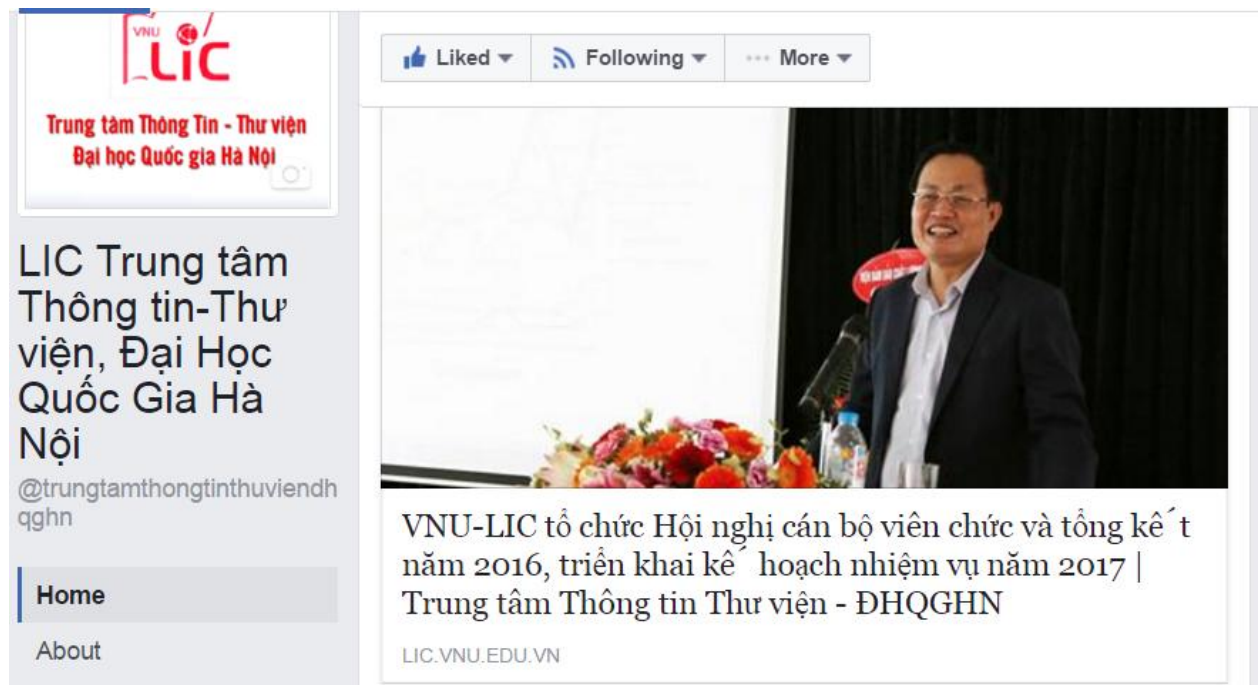 VNU
LIC
Trung tâm Thông Tin - Thư viện
Đại học Quốc gia Hà Nội
LIC Trung tâm
Thông tin-Thư
viện, Đại Học
Quốc Gia Hà
Nội
@trungtamthongtinthuviendh
qghn
Home
About
Liked
Following
More
VNU-LIC tổ chức Hội nghị cán bộ viên chức và tổng kê´t
năm 2016, triển khai kê´ hoạch nhiệm vụ năm 2017 |
Trung tâm Thông tin Thư viện - ĐHQGHN
LIC.VNU.EDU.VN